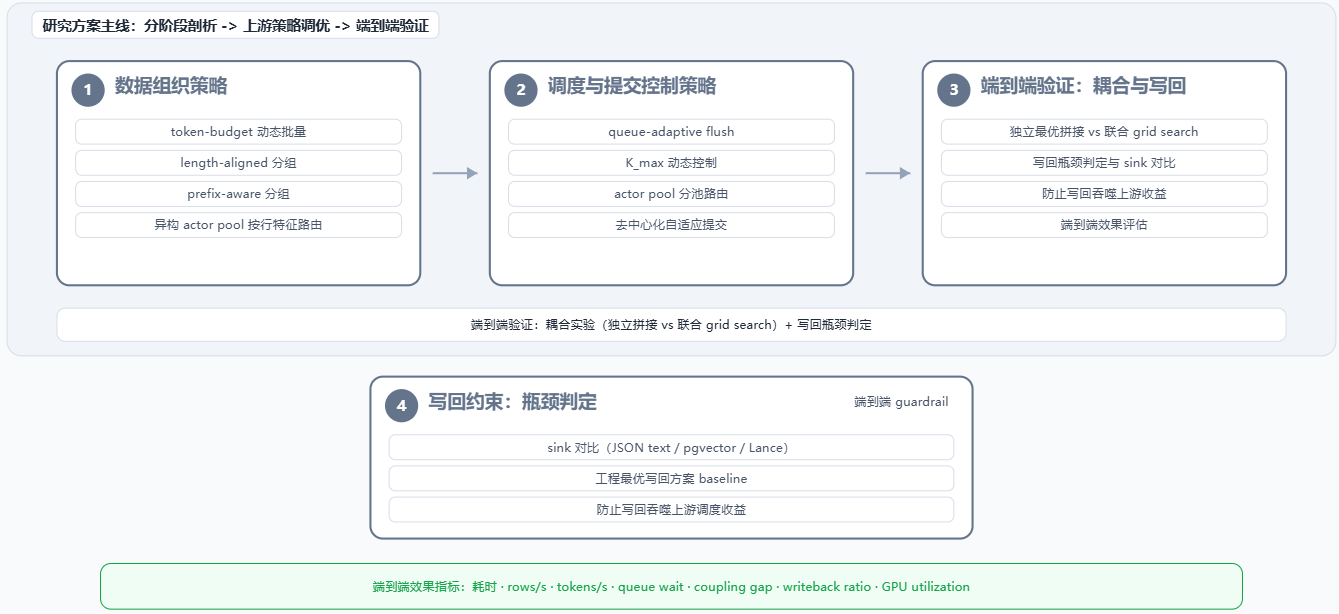 研究方案主线：分阶段剖析 -> 上游策略调优 -> 端到端验证
1 数据组织策略
token-budget 动态批量
length-aligned 分组
prefix-aware 分组
异构 actor pool 按行特征路由
2 调度与提交控制策略
queue-adaptive flush
K_max 动态控制
actor pool 分池路由
去中心化自适应提交
3 端到端验证：耦合与写回
独立最优拼接 vs 联合 grid search
写回瓶颈判定与 sink 对比
防止写回吞噬上游收益
端到端效果评估
端到端验证：耦合实验（独立拼接 vs 联合 grid search）+ 写回瓶颈判定
4 写回约束：瓶颈判定
端到端 guardrail
sink 对比（JSON text / pgvector / Lance）
工程最优写回方案 baseline
防止写回吞噬上游调度收益
端到端效果指标：耗时 · rows/s · tokens/s · queue wait · coupling gap · writeback ratio · GPU utilization